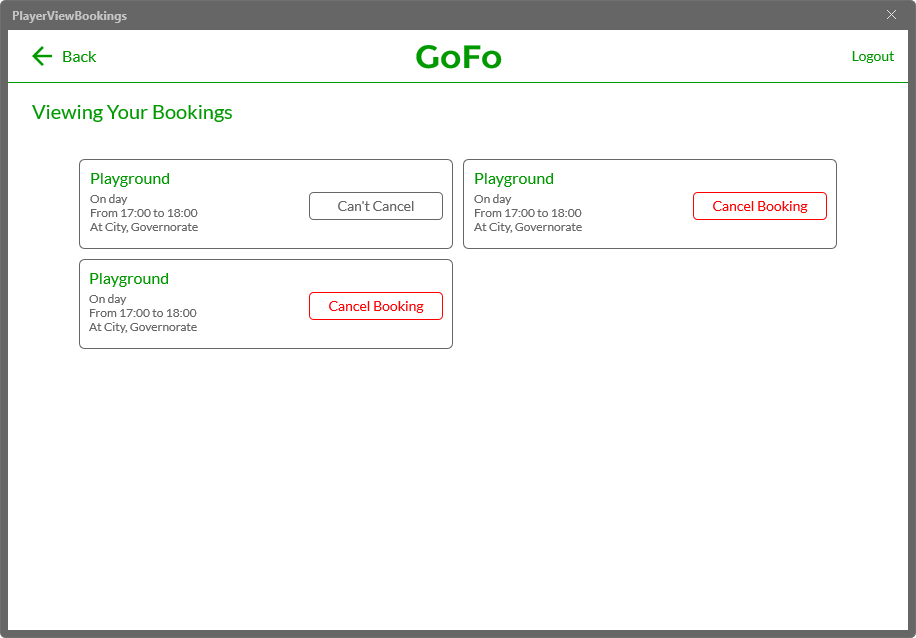 PlayerViewBookings
Back
GoFo
Logout
Viewing Your Bookings
Playground
On day
From 17:00 to 18:00
At City, Governorate
Can't Cancel
Playground
On day
From 17:00 to 18:00
At City, Governorate
Cancel Booking
Playground
On day
From 17:00 to 18:00
At City, Governorate
Cancel Booking